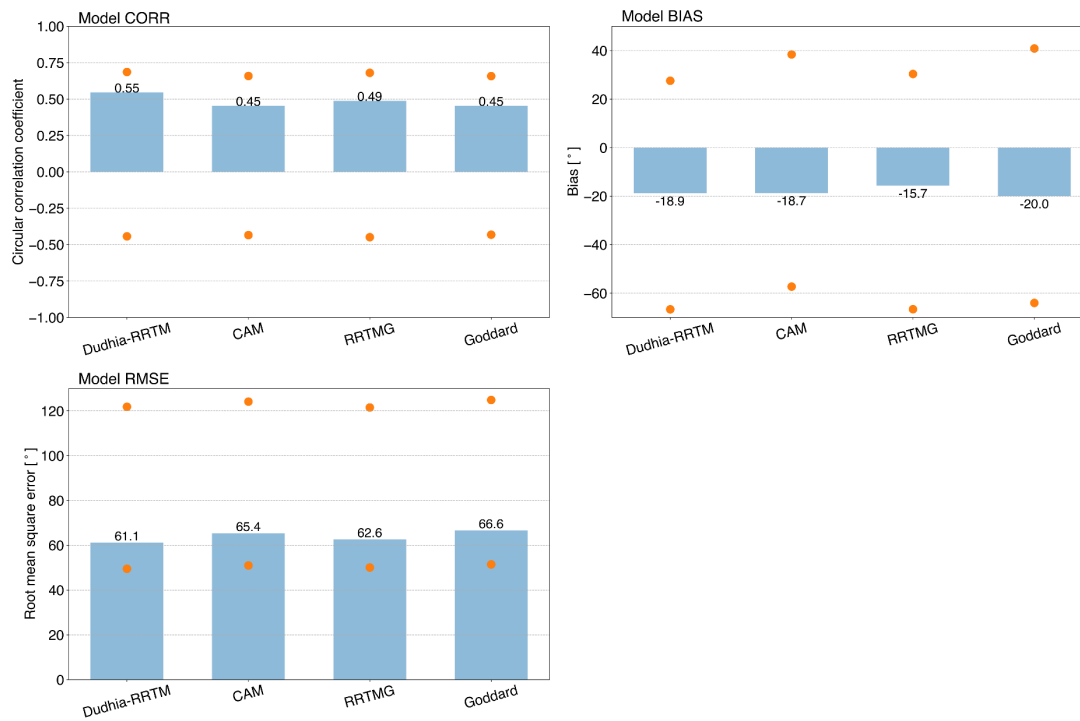 Model CORR
Circular correlation coefficient
1.00
0.75
0.50
0.25
0.00
−0.25
−0.50
−0.75
−1.00
0.55
0.45
0.49
0.45
Dudhia-RRTM
CAM
RRTMG
Goddard
Model BIAS
Bias [ ° ]
40
20
0
−20
−40
−60
-18.9
-18.7
-15.7
-20.0
Dudhia-RRTM
CAM
RRTMG
Goddard
Model RMSE
Root mean square error [ ° ]
120
100
80
60
40
20
0
61.1
65.4
62.6
66.6
Dudhia-RRTM
CAM
RRTMG
Goddard